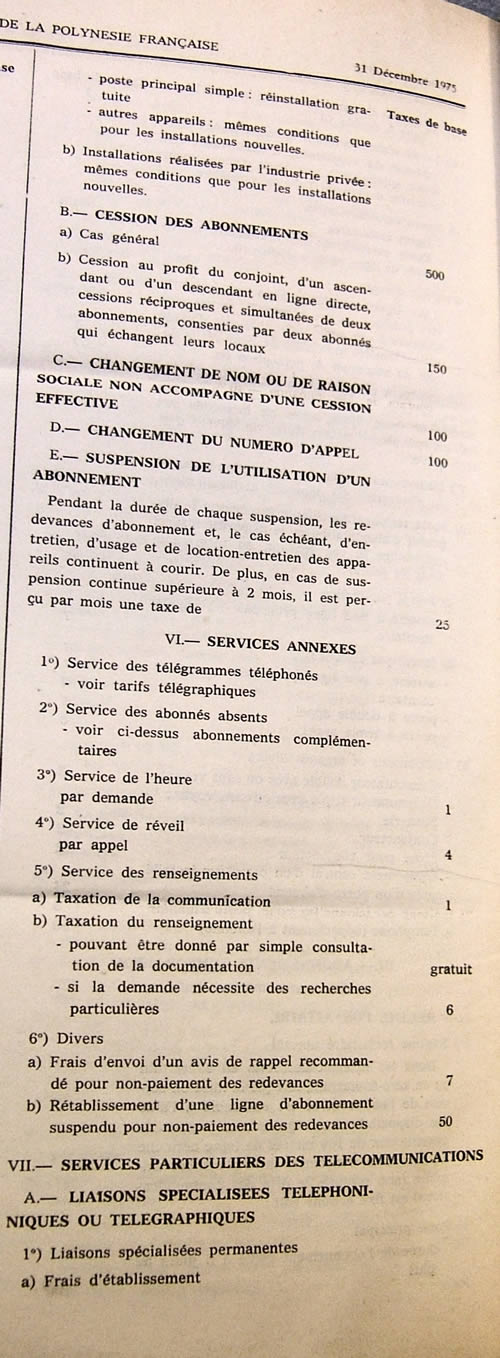 DE LA POLYNESIE FRANÇAISE
31 Décembre 1975
se
Taxes de base
- poste principal simple : réinstallation gra-
tuite
- autres appareils : mêmes conditions que
pour les installations nouvelles.
b) Installations réalisées par l'industrie privée :
mêmes conditions que pour les installations
nouvelles.
B.— CESSION DES ABONNEMENTS
a) Cas général 500
b) Cession au profit du conjoint, d'un ascen-
dant ou d'un descendant en ligne directe,
cessions réciproques et simultanées de deux
abonnements, consenties par deux abonnés
qui échangent leurs locaux 150
C.— CHANGEMENT DE NOM OU DE RAISON
SOCIALE NON ACCOMPAGNE D'UNE CESSION
EFFECTIVE 100
D.— CHANGEMENT DU NUMERO D'APPEL 100
E.— SUSPENSION DE L'UTILISATION D'UN
ABONNEMENT
Pendant la durée de chaque suspension, les re-
devances d'abonnement et, le cas échéant, d'en-
tretien, d'usage et de location-entretien des appa-
reils continuent à courir. De plus, en cas de sus-
pension continue supérieure à 2 mois, il est per-
çu par mois une taxe de 25
VI.— SERVICES ANNEXES
1º) Service des télégrammes téléphonés
- voir tarifs télégraphiques
2º) Service des abonnés absents
- voir ci-dessus abonnements complémen-
taires
3º) Service de l'heure
par demande 1
4º) Service de réveil
par appel 4
5º) Service des renseignements
a) Taxation de la communication 1
b) Taxation du renseignement
- pouvant être donné par simple consulta-
tion de la documentation gratuit
- si la demande nécessite des recherches
particulières 6
6º) Divers
a) Frais d'envoi d'un avis de rappel recomman-
dé pour non-paiement des redevances 7
b) Rétablissement d'une ligne d'abonnement
suspendu pour non-paiement des redevances 50
VII.— SERVICES PARTICULIERS DES TELECOMMUNICATIONS
A.— LIAISONS SPECIALISEES TELEPHONI-
NIQUES OU TELEGRAPHIQUES
1º) Liaisons spécialisées permanentes
a) Frais d'établissement